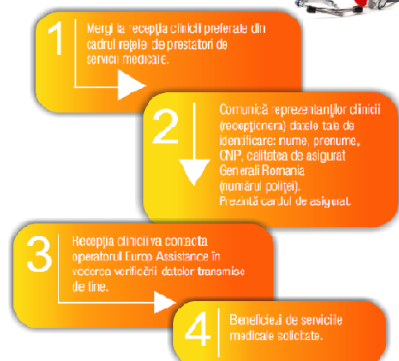 1
Mergi la recepția clinicii preferate din
cadrul rețelei de prestatori de
servicii medicale.
2
Comunică reprezentanților clinicii
(recepționera) datele tale de
identificare: nume, prenume,
CNP, calitatea de asigurat
Generali Romania
(numărul poliței).
Prezintă cardul de asigurat.
3
Recepția clinicii va contacta
operatorul Europ Assistance în
vederea verificării datelor transmise
de tine.
4
Beneficiezi de serviciile
medicale solicitate.